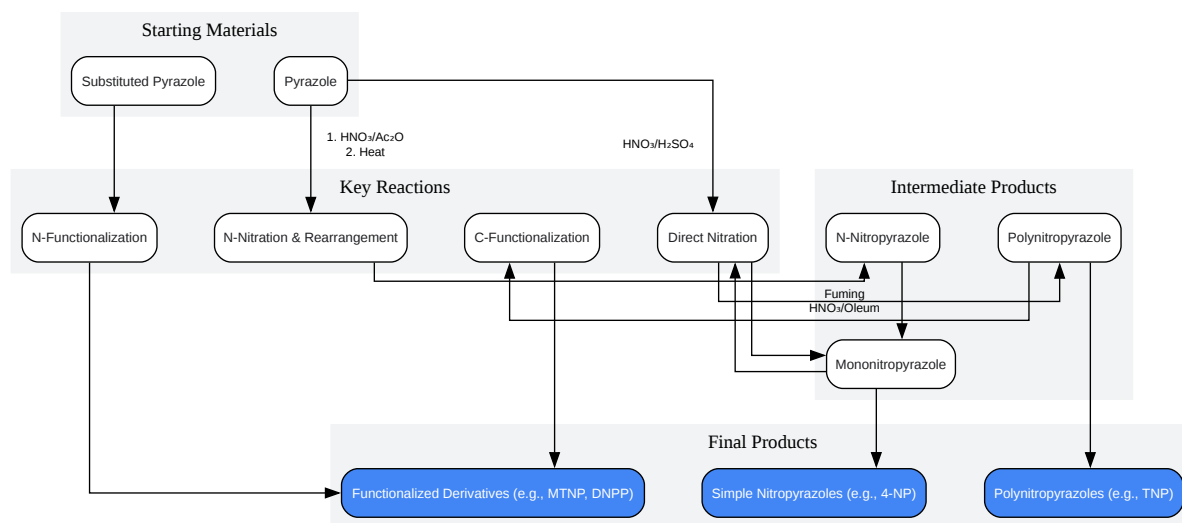 Starting Materials
Substituted Pyrazole
Pyrazole
1. HNO₃/Ac₂O
2. Heat
HNO₃/H₂SO₄
Key Reactions
Intermediate Products
N-Functionalization
N-Nitration & Rearrangement
C-Functionalization
Direct Nitration
N-Nitropyrazole
Polynitropyrazole
Fuming
HNO₃/Oleum
Mononitropyrazole
Final Products
Functionalized Derivatives (e.g., MTNP, DNPP)
Simple Nitropyrazoles (e.g., 4-NP)
Polynitropyrazoles (e.g., TNP)